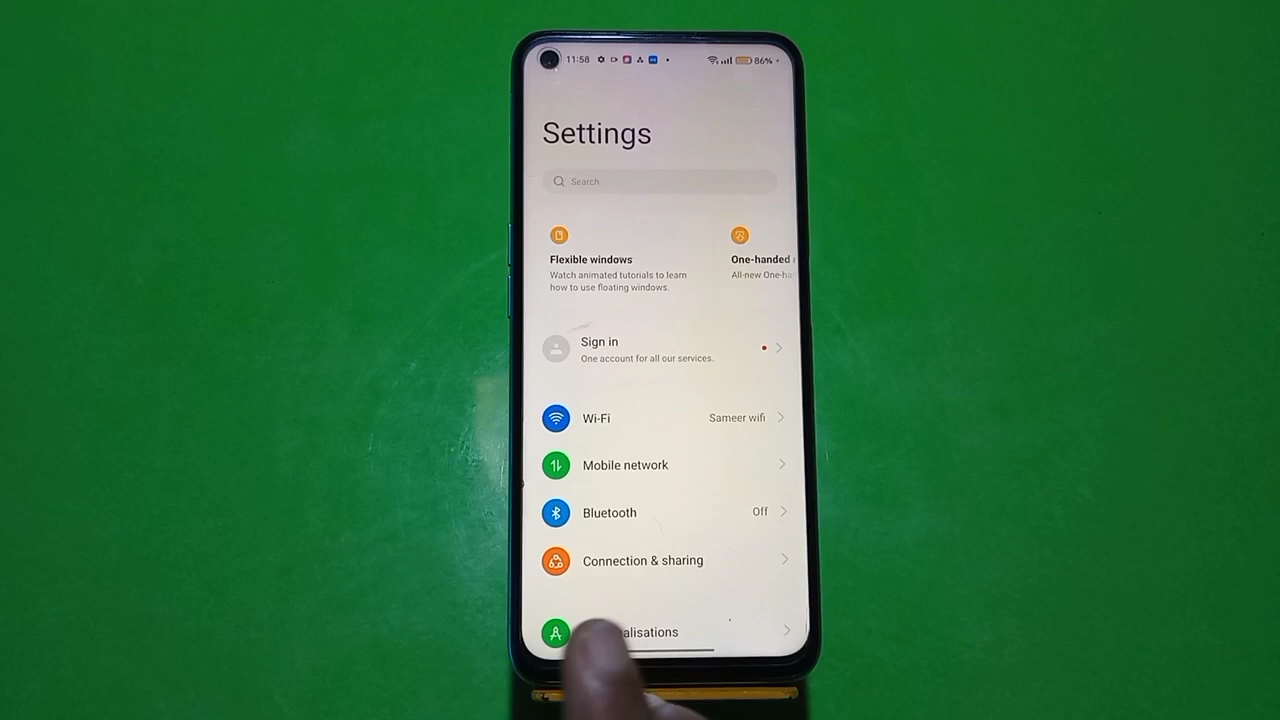 11:58
86%
Settings
Search
Flexible windows
Watch animated tutorials to learn
how to use floating windows.
One-handed
All-new One-ha
Sign in
One account for all our services.
Wi-Fi
Sameer wifi
Mobile network
Bluetooth
Off
Connection & sharing
alisations